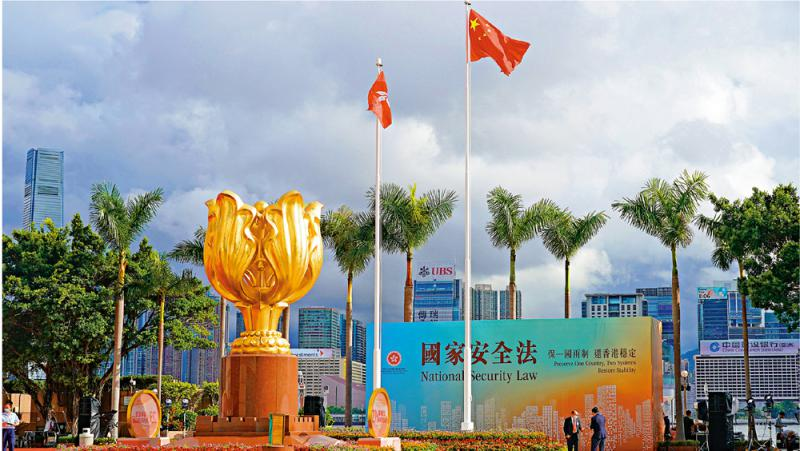 UBS
國家安全法
National Security Law
保一國兩制 還香港穩定
Preserve One Country, Two Systems
Restore Stability